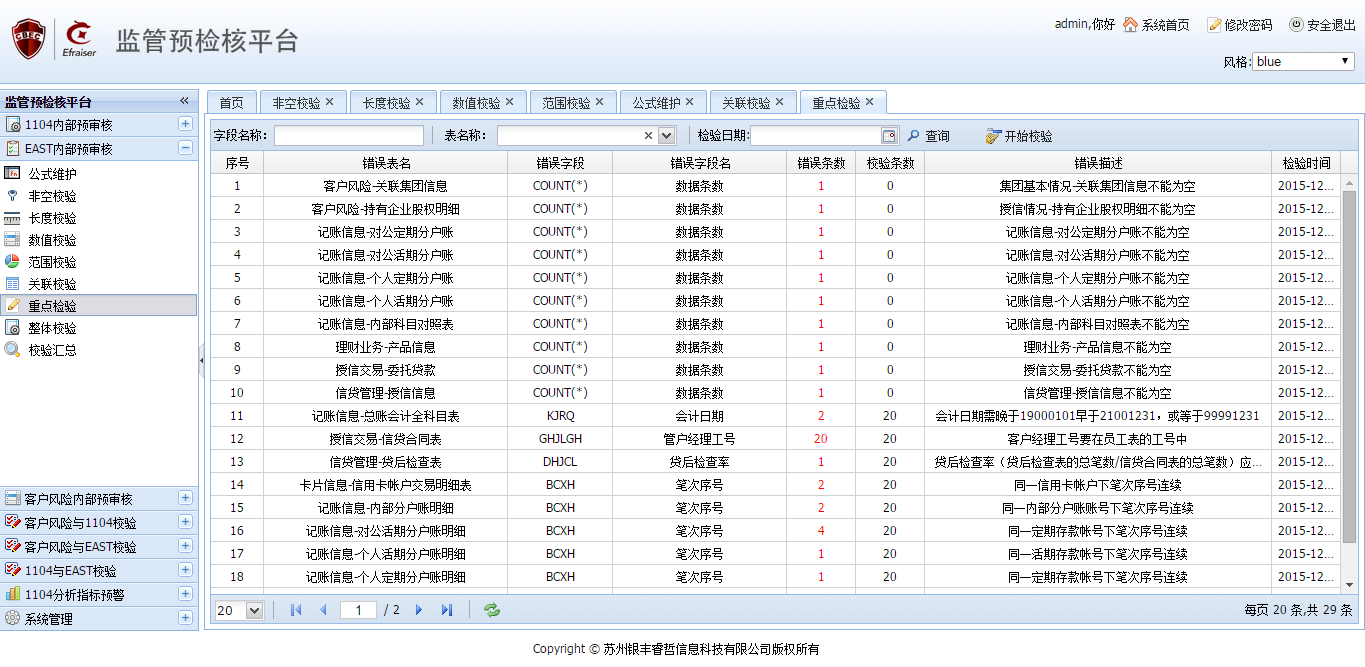 CBEC Efraiser 监管预检核平台
admin,你好 系统首页 修改密码 安全退出
风格: blue
监管预检核平台
1104内部预审核
EAST内部预审核
公式维护
非空校验
长度校验
数值校验
范围校验
关联校验
重点检验
整体校验
校验汇总
客户风险内部预审核
客户风险与1104校验
客户风险与EAST校验
1104与EAST校验
1104分析指标预警
系统管理
首页 非空校验 长度校验 数值校验 范围校验 公式维护 关联校验 重点检验
字段名称: 表名称: 检验日期: 查询 开始校验
序号 错误表名 错误字段 错误字段名 错误条数 校验条数 错误描述 检验时间
1 客户风险-关联集团信息 COUNT(*) 数据条数 1 0 集团基本情况-关联集团信息不能为空 2015-12...
2 客户风险-持有企业股权明细 COUNT(*) 数据条数 1 0 授信情况-持有企业股权明细不能为空 2015-12...
3 记账信息-对公定期分户账 COUNT(*) 数据条数 1 0 记账信息-对公定期分户账不能为空 2015-12...
4 记账信息-对公活期分户账 COUNT(*) 数据条数 1 0 记账信息-对公活期分户账不能为空 2015-12...
5 记账信息-个人定期分户账 COUNT(*) 数据条数 1 0 记账信息-个人定期分户账不能为空 2015-12...
6 记账信息-个人活期分户账 COUNT(*) 数据条数 1 0 记账信息-个人活期分户账不能为空 2015-12...
7 记账信息-内部科目对照表 COUNT(*) 数据条数 1 0 记账信息-内部科目对照表不能为空 2015-12...
8 理财业务-产品信息 COUNT(*) 数据条数 1 0 理财业务-产品信息不能为空 2015-12...
9 授信交易-委托贷款 COUNT(*) 数据条数 1 0 授信交易-委托贷款不能为空 2015-12...
10 信贷管理-授信信息 COUNT(*) 数据条数 1 0 信贷管理-授信信息不能为空 2015-12...
11 记账信息-总账会计全科目表 KJRQ 会计日期 2 20 会计日期需晚于19000101早于21001231，或等于99991231 2015-12...
12 授信交易-信贷合同表 GHJLGH 管户经理工号 20 20 客户经理工号要在员工表的工号中 2015-12...
13 信贷管理-贷后检查表 DHJCL 贷后检查率 1 20 贷后检查率（贷后检查表的总笔数/信贷合同表的总笔数）应... 2015-12...
14 卡片信息-信用卡帐户交易明细表 BCXH 笔次序号 2 20 同一信用卡帐户下笔次序号连续 2015-12...
15 记账信息-内部分户账明细 BCXH 笔次序号 2 20 同一内部分户账账号下笔次序号连续 2015-12...
16 记账信息-对公活期分户账明细 BCXH 笔次序号 4 20 同一定期存款帐号下笔次序号连续 2015-12...
17 记账信息-个人活期分户账明细 BCXH 笔次序号 1 20 同一活期存款帐号下笔次序号连续 2015-12...
18 记账信息-个人定期分户账明细 BCXH 笔次序号 1 20 同一定期存款帐号下笔次序号连续 2015-12...
20 1 / 2 每页 20 条,共 29 条
Copyright © 苏州银丰睿哲信息科技有限公司版权所有